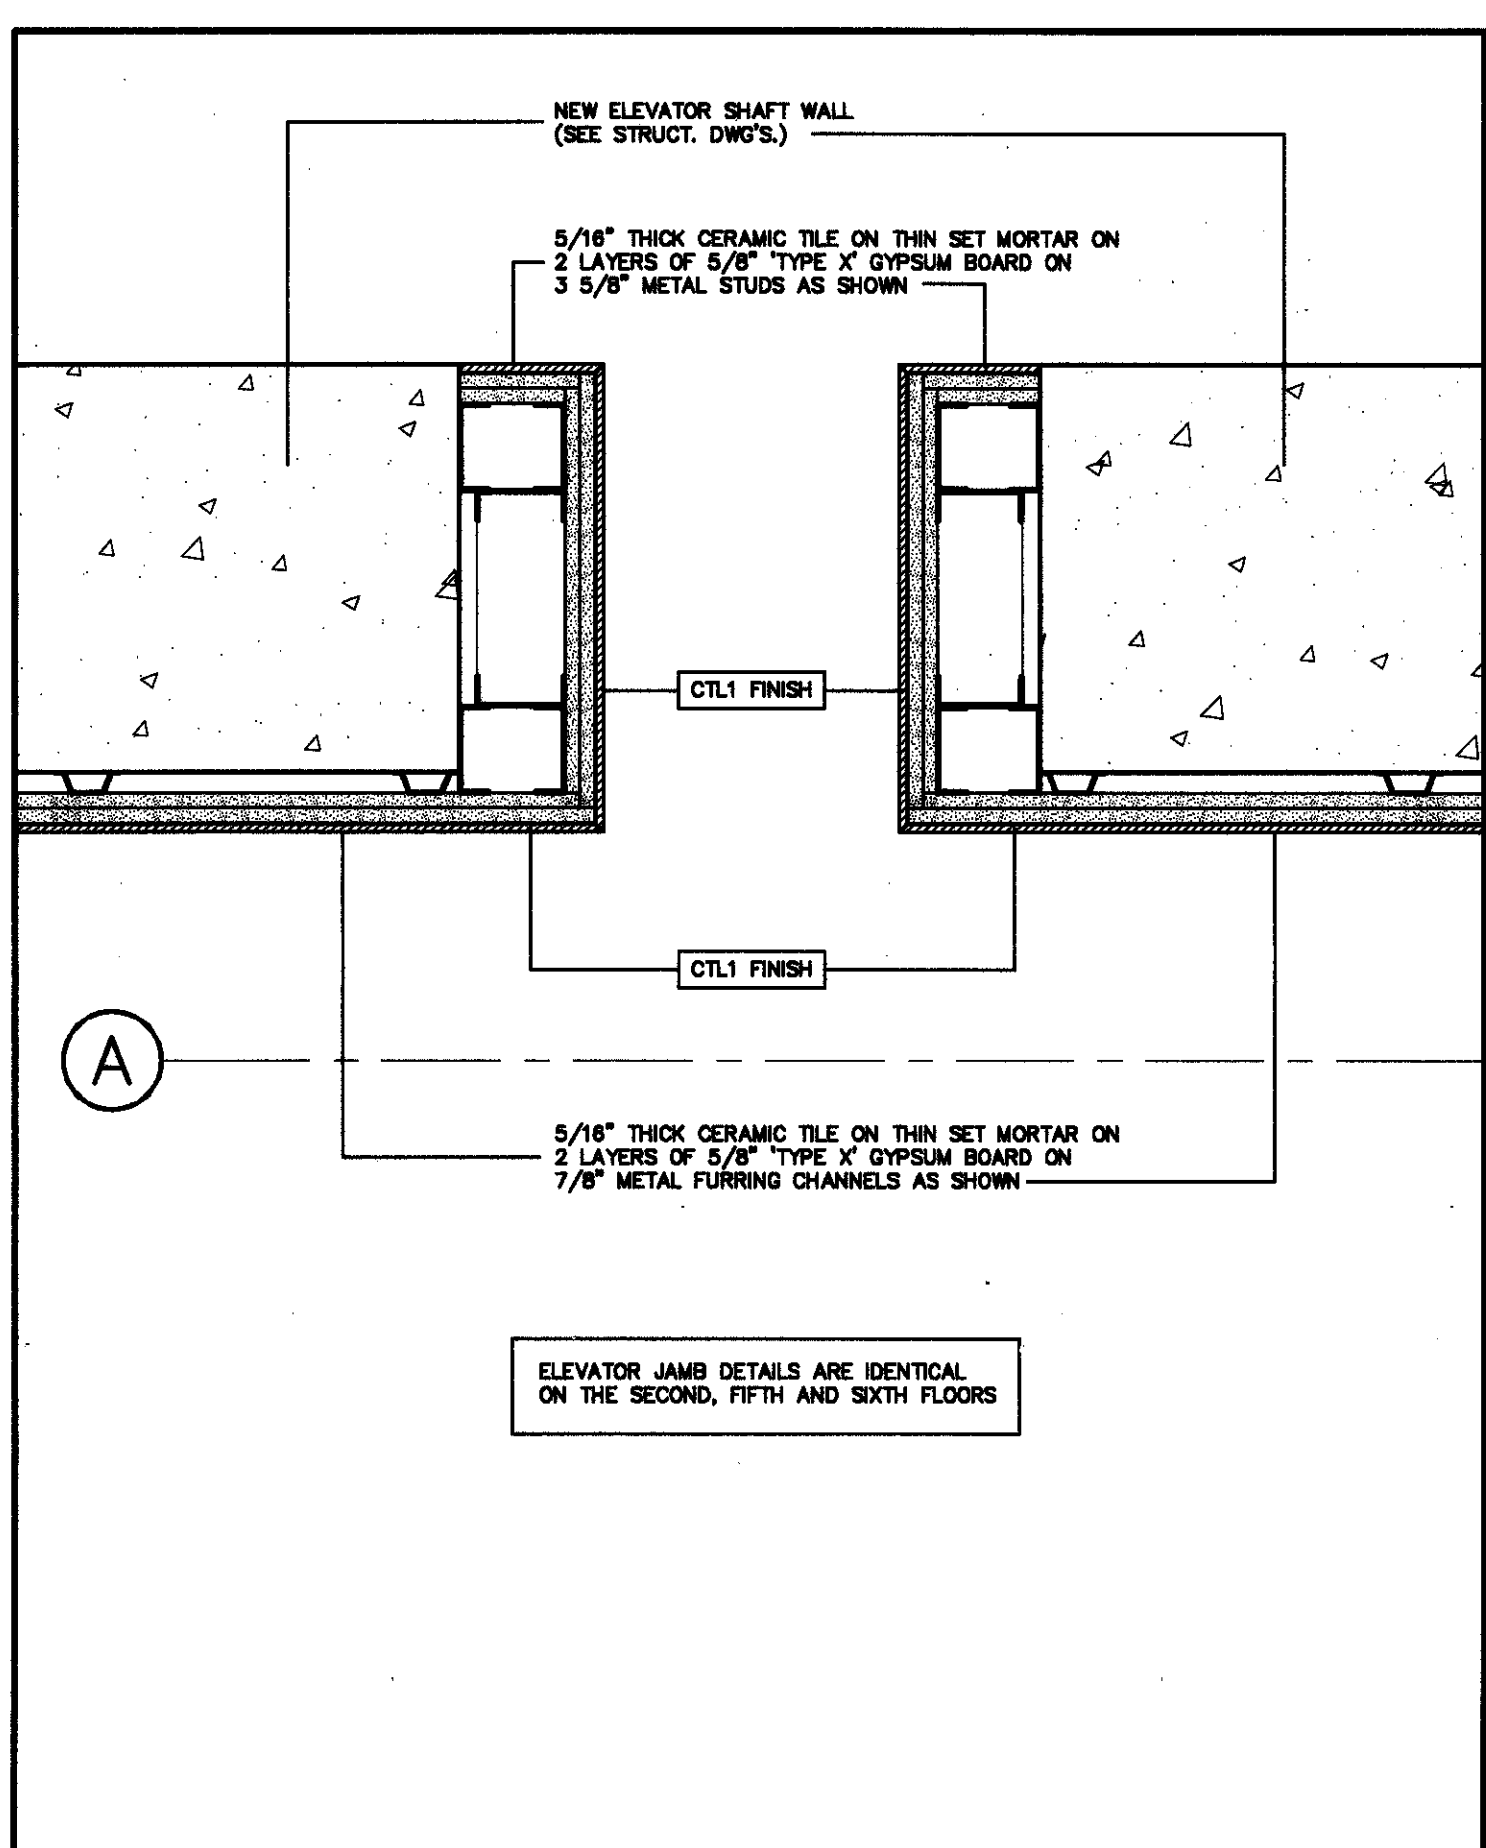 NEW ELEVATOR SHAFT WALL
(SEE STRUCT. DWG'S.)
5/16" THICK CERAMIC TILE ON THIN SET MORTAR ON
2 LAYERS OF 5/8" 'TYPE X' GYPSUM BOARD ON
3 5/8" METAL STUDS AS SHOWN
CTL1 FINISH
CTL1 FINISH
A
5/16" THICK CERAMIC TILE ON THIN SET MORTAR ON
2 LAYERS OF 5/8" 'TYPE X' GYPSUM BOARD ON
7/8" METAL FURRING CHANNELS AS SHOWN
ELEVATOR JAMB DETAILS ARE IDENTICAL
ON THE SECOND, FIFTH AND SIXTH FLOORS